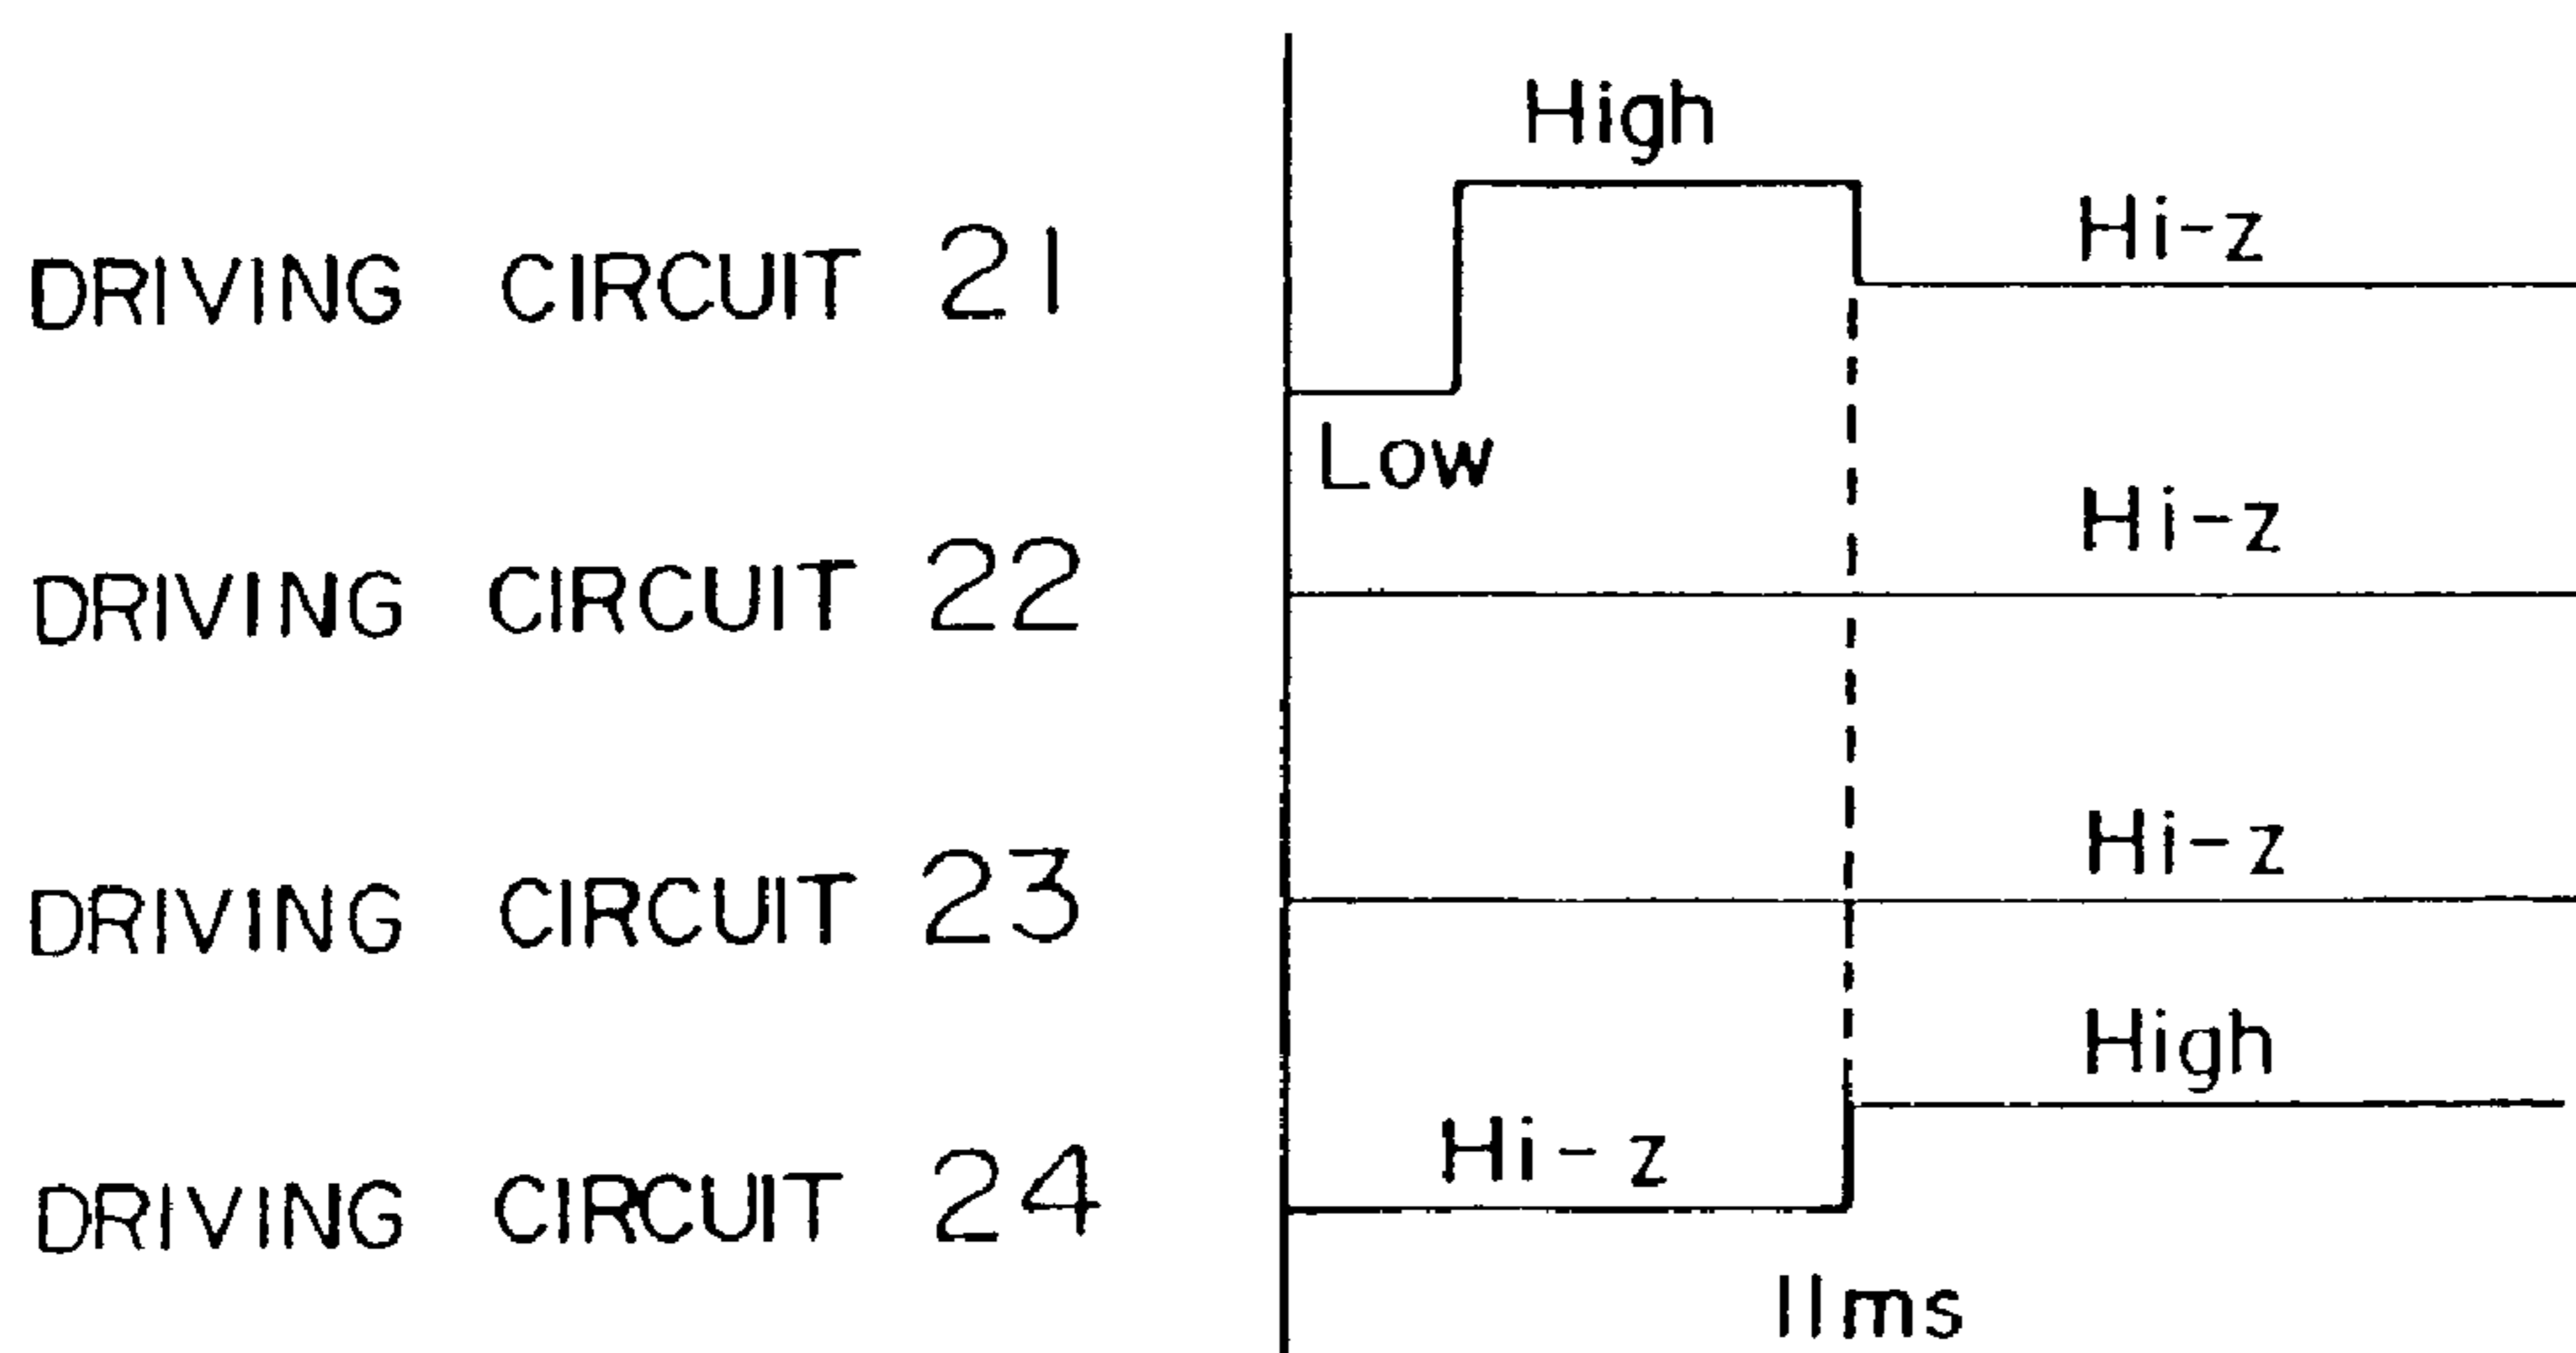 High
DRIVING CIRCUIT 21
Hi-z
Low
DRIVING CIRCUIT 22
Hi-z
DRIVING CIRCUIT 23
Hi-z
High
DRIVING CIRCUIT 24
Hi-z
11ms